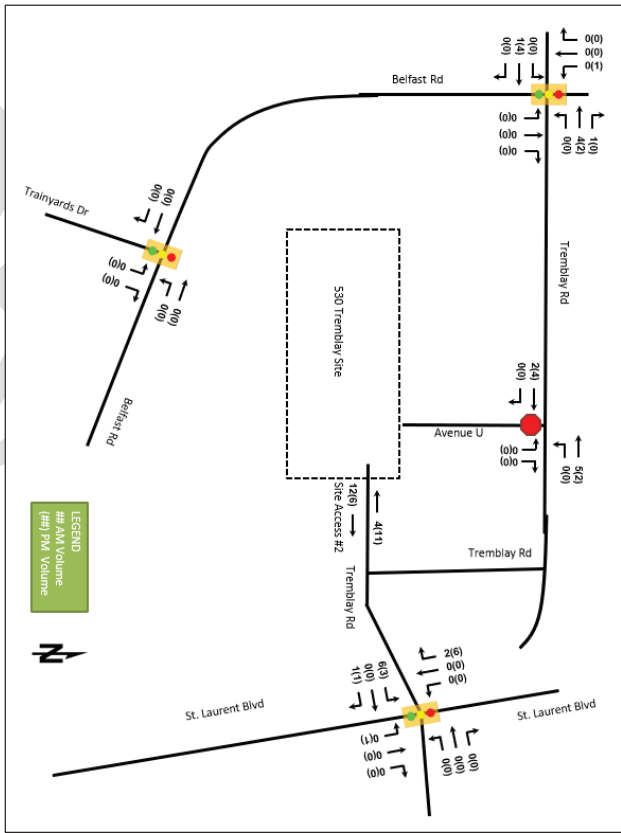 0(0)
0(0)
0(1)
0(0)
1(4)
0(0)
Belfast Rd
1(0)
4(2)
0(0)
0(0)
0(0)
0(0)
Trainyards Dr
0(0)
0(0)
0(0)
0(0)
0(0)
0(0)
Belfast Rd
530 Tremblay Site
Tremblay Rd
2(4)
0(0)
Avenue U
5(2)
0(0)
0(0)
0(0)
4(11)
12(6)
Site Access #2
Tremblay Rd
Tremblay Rd
LEGEND
## AM Volume
(##) PM Volume
N
2(6)
0(0)
0(0)
6(3)
0(0)
1(1)
St. Laurent Blvd
St. Laurent Blvd
0(1)
0(0)
0(0)
0(0)
0(0)
0(0)